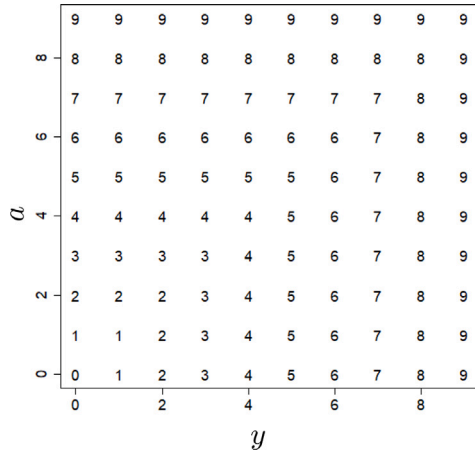 9 9 9 9 9 9 9 9 9 9
8 8 8 8 8 8 8 8 8 8 9
7 7 7 7 7 7 7 7 8 9
6 6 6 6 6 6 6 6 7 8 9
5 5 5 5 5 5 7 6 7 8 9
a 4 4 4 4 4 4 5 6 7 8 9
3 3 3 3 4 5 6 7 8 9
2 2 2 2 3 4 5 6 7 8 9
1 1 2 3 4 5 6 7 8 9
0 0 1 2 3 4 5 6 7 8 9
0 2 4 6 8
y